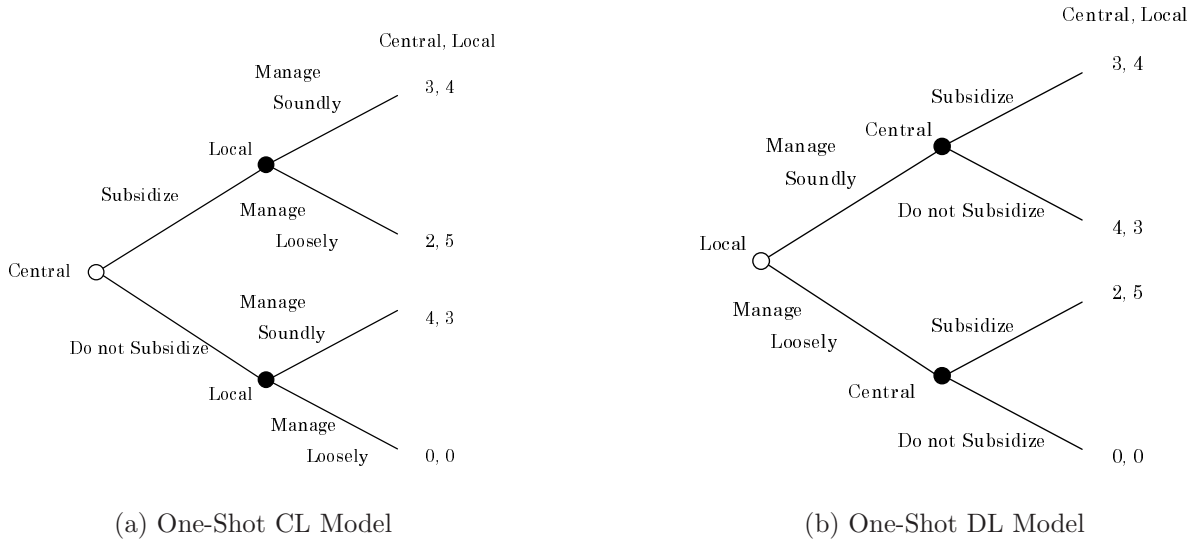 Central, Local
Manage
Soundly
3, 4
Local
Subsidize
Manage
Loosely
2, 5
Central
Manage
Soundly
4, 3
Do not Subsidize
Local
Manage
Loosely
0, 0
(a) One-Shot CL Model
Central, Local
3, 4
Subsidize
Central
Manage
Soundly
Do not Subsidize
4, 3
Local
2, 5
Manage
Loosely
Subsidize
Central
Do not Subsidize
0, 0
(b) One-Shot DL Model